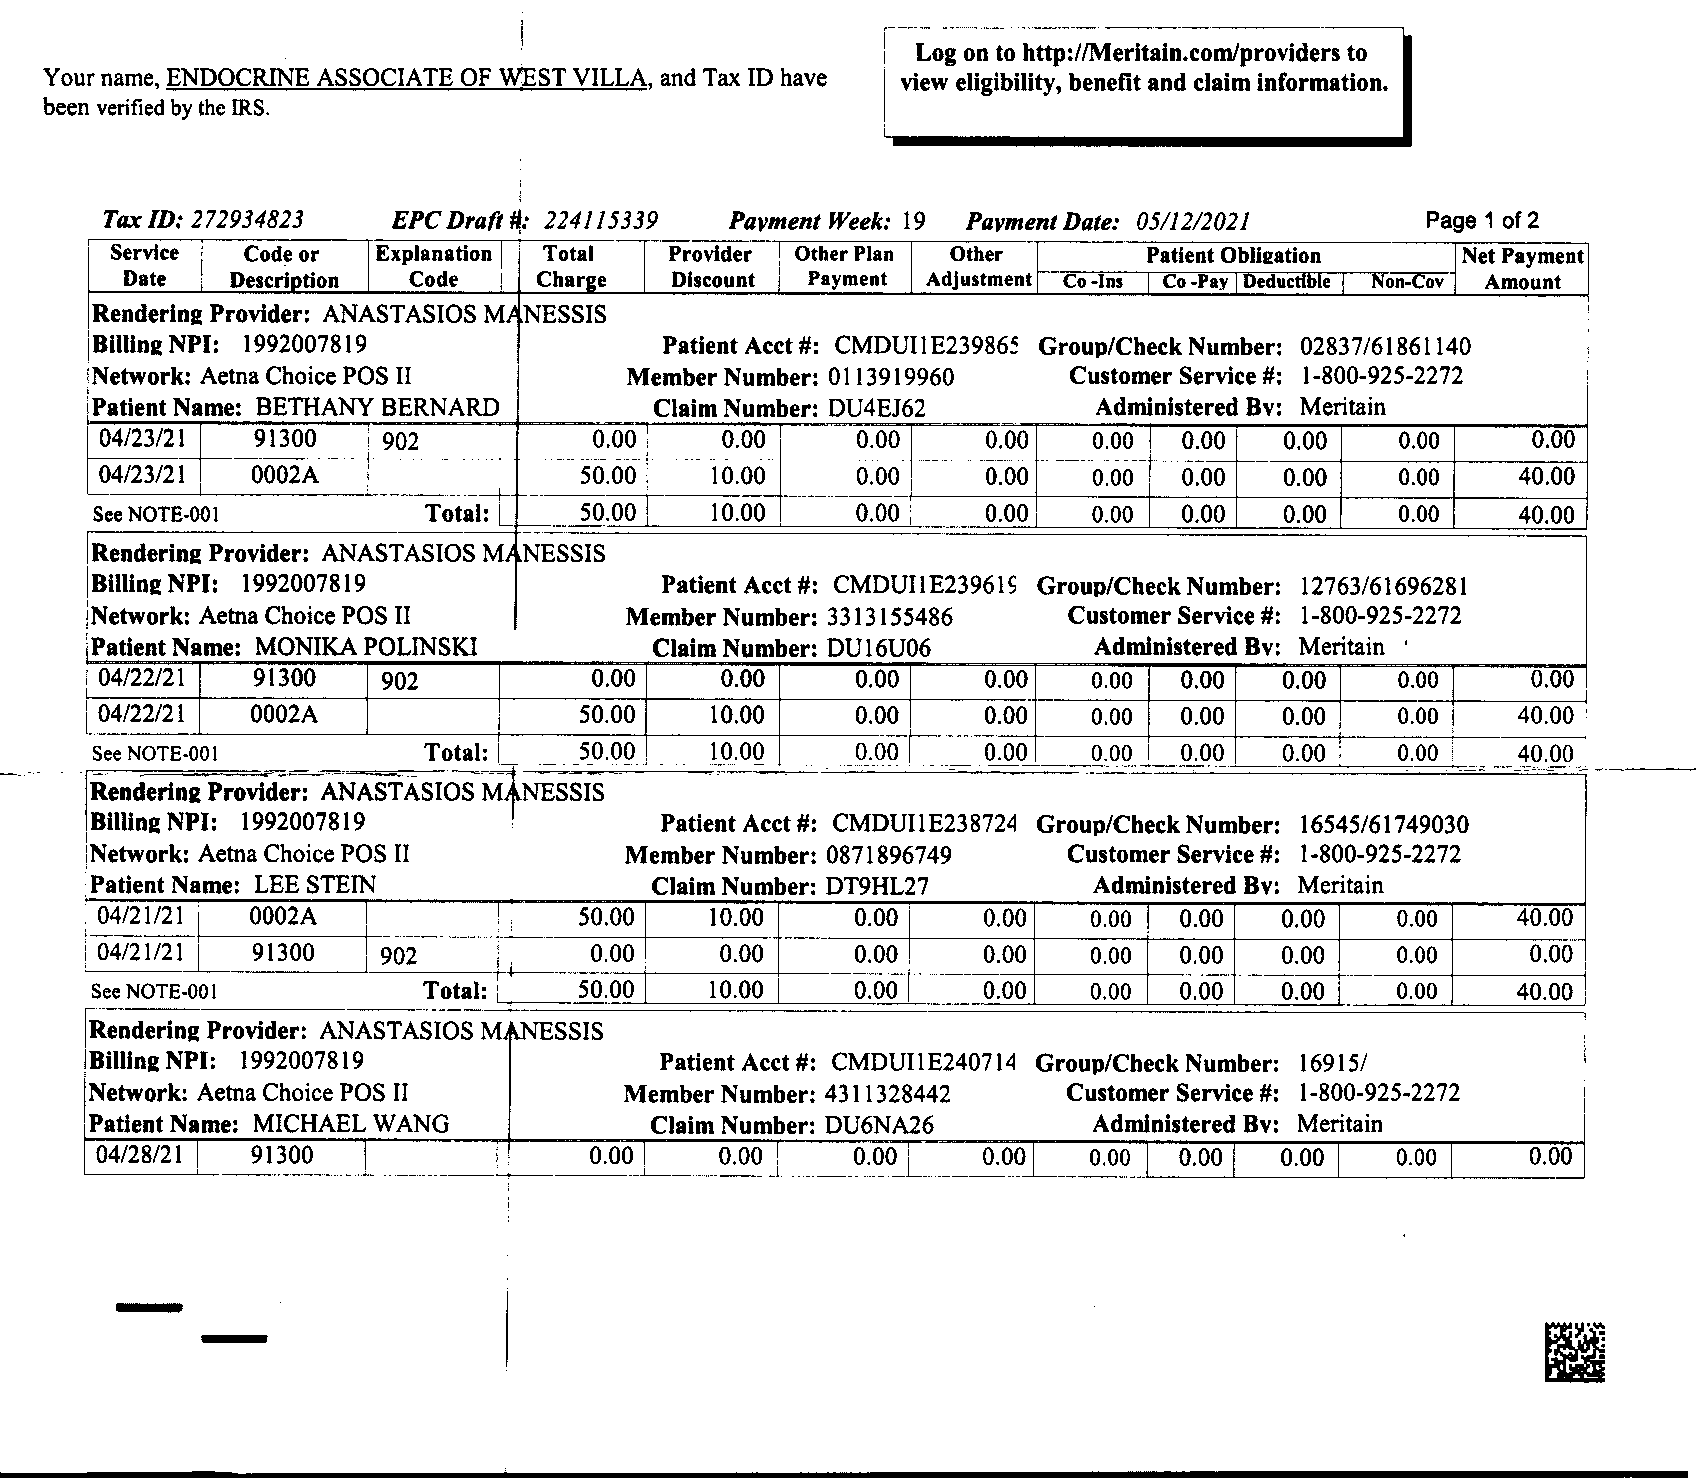 Log on to http://Meritain.com/providers to
view eligibility, benefit and claim information.
Your name, ENDOCRINE ASSOCIATE OF WEST VILLA, and Tax ID have
been verified by the IRS.
Tax ID: 272934823 EPC Draft #: 224115339 Payment Week: 19 Payment Date: 05/12/2021 Page 1 of 2
Service Code or Explanation Total Provider Other Plan Other Patient Obligation Net Payment
Date Description Code Charge Discount Payment Adjustment Co -Ins Co -Pay Deductible Non-Cov Amount
Rendering Provider: ANASTASIOS MANESSIS
Billing NPI: 1992007819 Patient Acct #: CMDUI1E239865 Group/Check Number: 02837/61861140
Network: Aetna Choice POS II Member Number: 0113919960 Customer Service #: 1-800-925-2272
Patient Name: BETHANY BERNARD Claim Number: DU4EJ62 Administered By: Meritain
04/23/21 91300 902 0.00 0.00 0.00 0.00 0.00 0.00 0.00 0.00 0.00
04/23/21 0002A 50.00 10.00 0.00 0.00 0.00 0.00 0.00 0.00 40.00
See NOTE-001 Total: 50.00 10.00 0.00 0.00 0.00 0.00 0.00 0.00 40.00
Rendering Provider: ANASTASIOS MANESSIS
Billing NPI: 1992007819 Patient Acct #: CMDUI1E239619 Group/Check Number: 12763/61696281
Network: Aetna Choice POS II Member Number: 3313155486 Customer Service #: 1-800-925-2272
Patient Name: MONIKA POLINSKI Claim Number: DU16U06 Administered By: Meritain
04/22/21 91300 902 0.00 0.00 0.00 0.00 0.00 0.00 0.00 0.00 0.00
04/22/21 0002A 50.00 10.00 0.00 0.00 0.00 0.00 0.00 0.00 40.00
See NOTE-001 Total: 50.00 10.00 0.00 0.00 0.00 0.00 0.00 0.00 40.00
Rendering Provider: ANASTASIOS MANESSIS
Billing NPI: 1992007819 Patient Acct #: CMDUI1E238724 Group/Check Number: 16545/61749030
Network: Aetna Choice POS II Member Number: 0871896749 Customer Service #: 1-800-925-2272
Patient Name: LEE STEIN Claim Number: DT9HL27 Administered By: Meritain
04/21/21 0002A 50.00 10.00 0.00 0.00 0.00 0.00 0.00 0.00 40.00
04/21/21 91300 902 0.00 0.00 0.00 0.00 0.00 0.00 0.00 0.00 0.00
See NOTE-001 Total: 50.00 10.00 0.00 0.00 0.00 0.00 0.00 0.00 40.00
Rendering Provider: ANASTASIOS MANESSIS
Billing NPI: 1992007819 Patient Acct #: CMDUI1E240714 Group/Check Number: 16915/
Network: Aetna Choice POS II Member Number: 4311328442 Customer Service #: 1-800-925-2272
Patient Name: MICHAEL WANG Claim Number: DU6NA26 Administered By: Meritain
04/28/21 91300 0.00 0.00 0.00 0.00 0.00 0.00 0.00 0.00 0.00